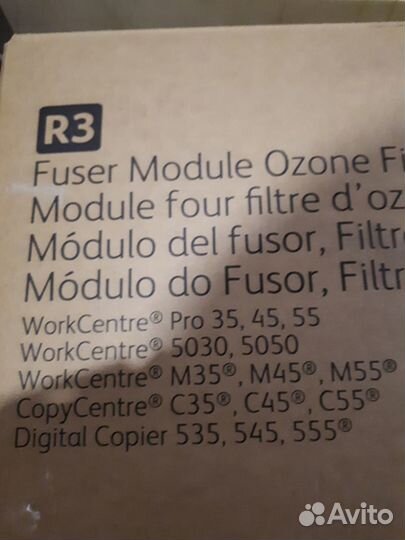 R3
Fuser Module Ozone Fi
Module four filtre d'oz
Módulo del fusor, Filtr
Módulo do Fusor, Filt
WorkCentre® Pro 35, 45, 55
WorkCentre® 5030, 5050
WorkCentre® M35®, M45®, M55®
CopyCentre® C35®, C45®, C55®
Digital Copier 535, 545, 555®
Avito